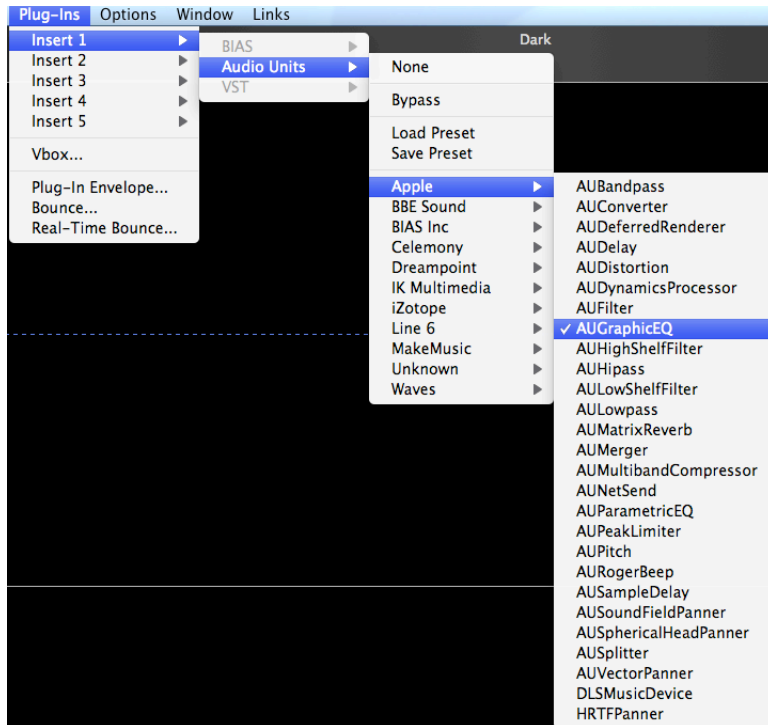 Plug-Ins Options Window Links
Dark
Insert 1
Insert 2
Insert 3
Insert 4
Insert 5
Vbox...
Plug-In Envelope...
Bounce...
Real-Time Bounce...
BIAS
Audio Units
VST
None
Bypass
Load Preset
Save Preset
Apple
BBE Sound
BIAS Inc
Celemony
Dreampoint
IK Multimedia
iZotope
Line 6
MakeMusic
Unknown
Waves
AUBandpass
AUConverter
AUDeferredRenderer
AUDelay
AUDistortion
AUDynamicsProcessor
AUFilter
✓ AUGraphicEQ
AUHighShelfFilter
AUHipass
AULowShelfFilter
AULowpass
AUMatrixReverb
AUMerger
AUMultibandCompressor
AUNetSend
AUParametricEQ
AUPeakLimiter
AUPitch
AURogerBeep
AUSampleDelay
AUSoundFieldPanner
AUSphericalHeadPanner
AUSplitter
AUVectorPanner
DLSMusicDevice
HRTFPanner